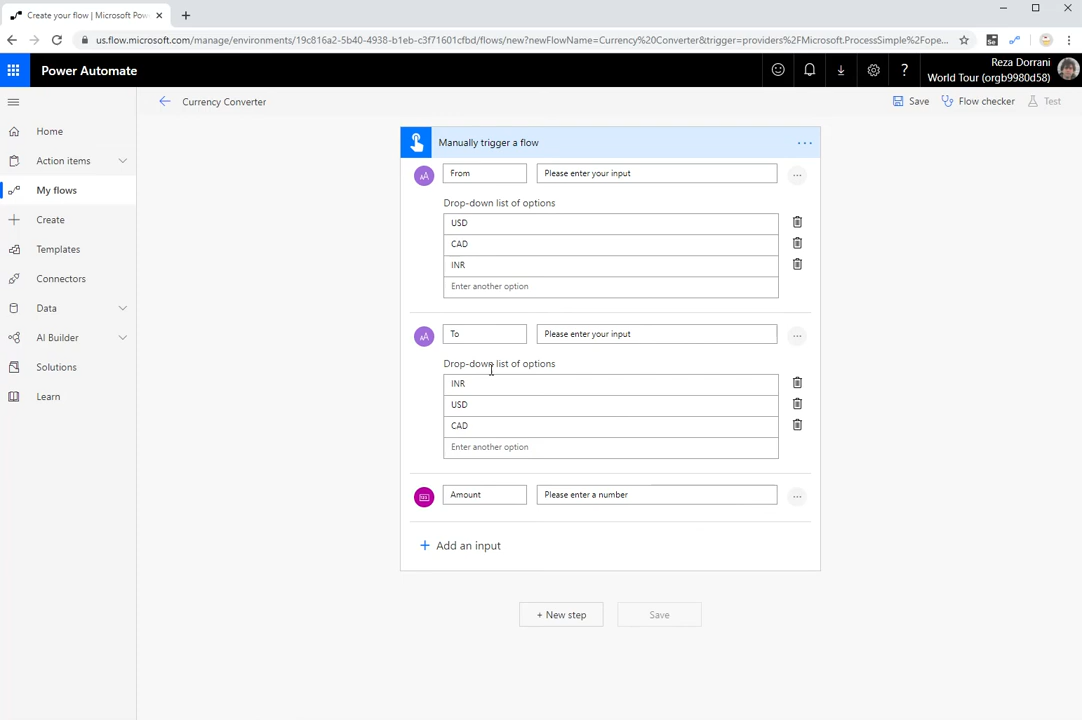 Create your flow | Microsoft Pow
us.flow.microsoft.com/manage/environments/19c816a2-5b40-4938-b1eb-c3f71601cfbd/flows/new?newFlowName=Currency%20Converter&trigger=providers%2FMicrosoft.ProcessSimple%2Fope...
Power Automate
Reza Dorrani
World Tour (orgb9980d58)
Currency Converter
Save
Flow checker
Test
Home
Action items
My flows
Create
Templates
Connectors
Data
AI Builder
Solutions
Learn
Manually trigger a flow
From
Please enter your input
Drop-down list of options
USD
CAD
INR
Enter another option
To
Please enter your input
Drop-down list of options
INR
USD
CAD
Enter another option
Amount
Please enter a number
+ Add an input
+ New step
Save